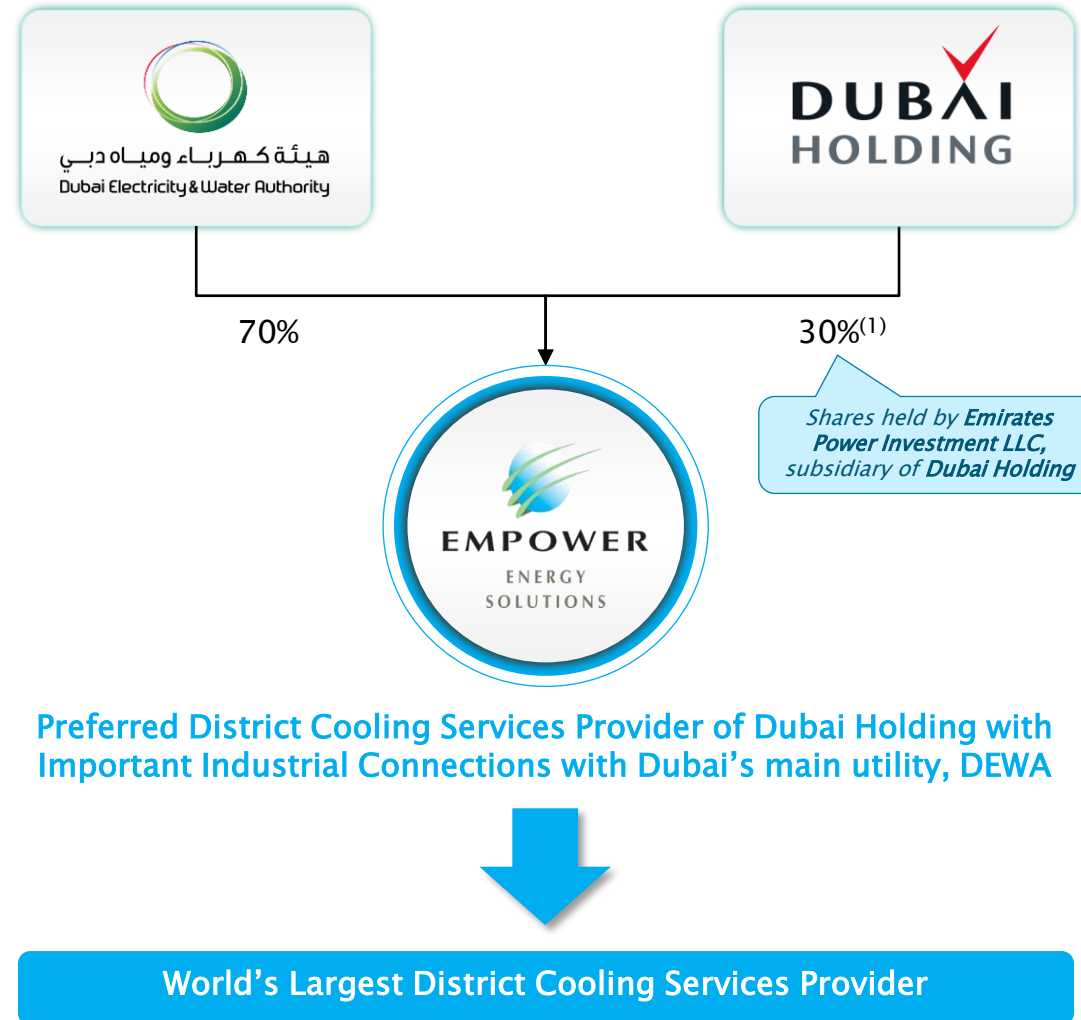 هيئة كهرباء ومياه دبي
Dubai Electricity & Water Authority
DUBAI
HOLDING
70%
30%(1)
Shares held by Emirates
Power Investment LLC,
subsidiary of Dubai Holding
EMPOWER
ENERGY
SOLUTIONS
Preferred District Cooling Services Provider of Dubai Holding with
Important Industrial Connections with Dubai's main utility, DEWA
World's Largest District Cooling Services Provider